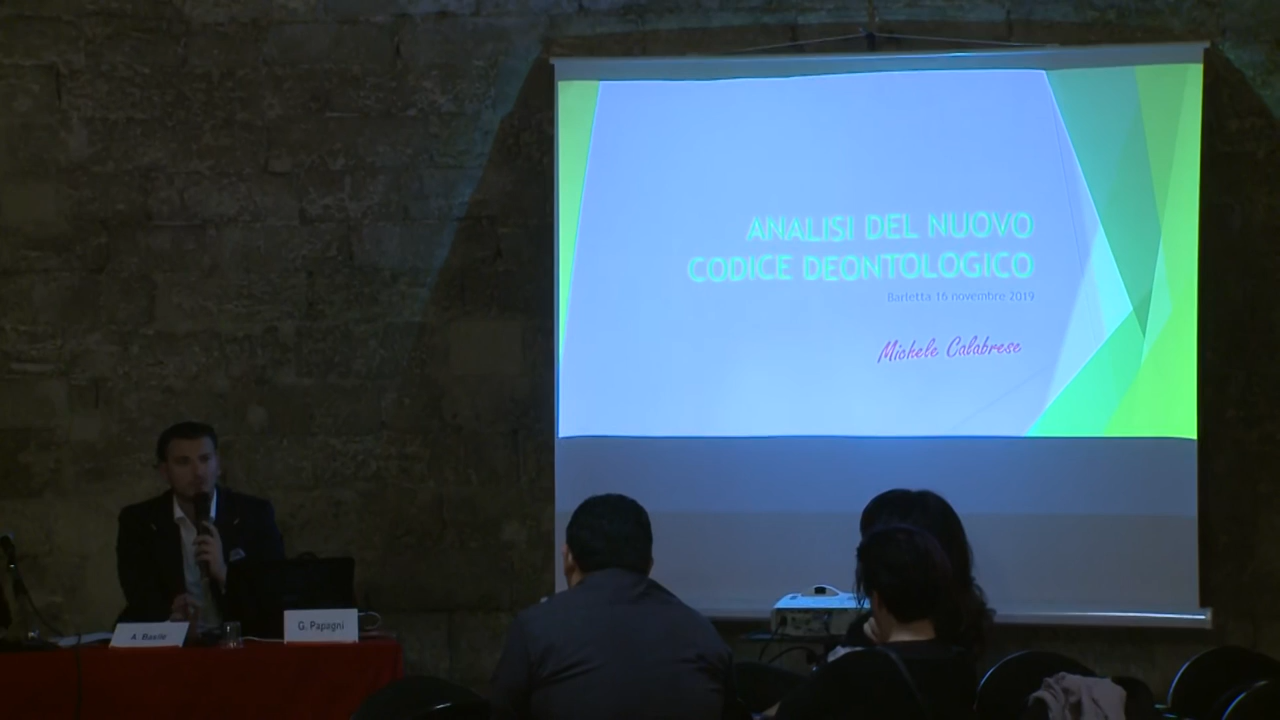 ANALISI DEL NUOVO
CODICE DEONTOLOGICO
Barletta 16 novembre 2019
Michele Calabrese
A. Basile
G. Papagni